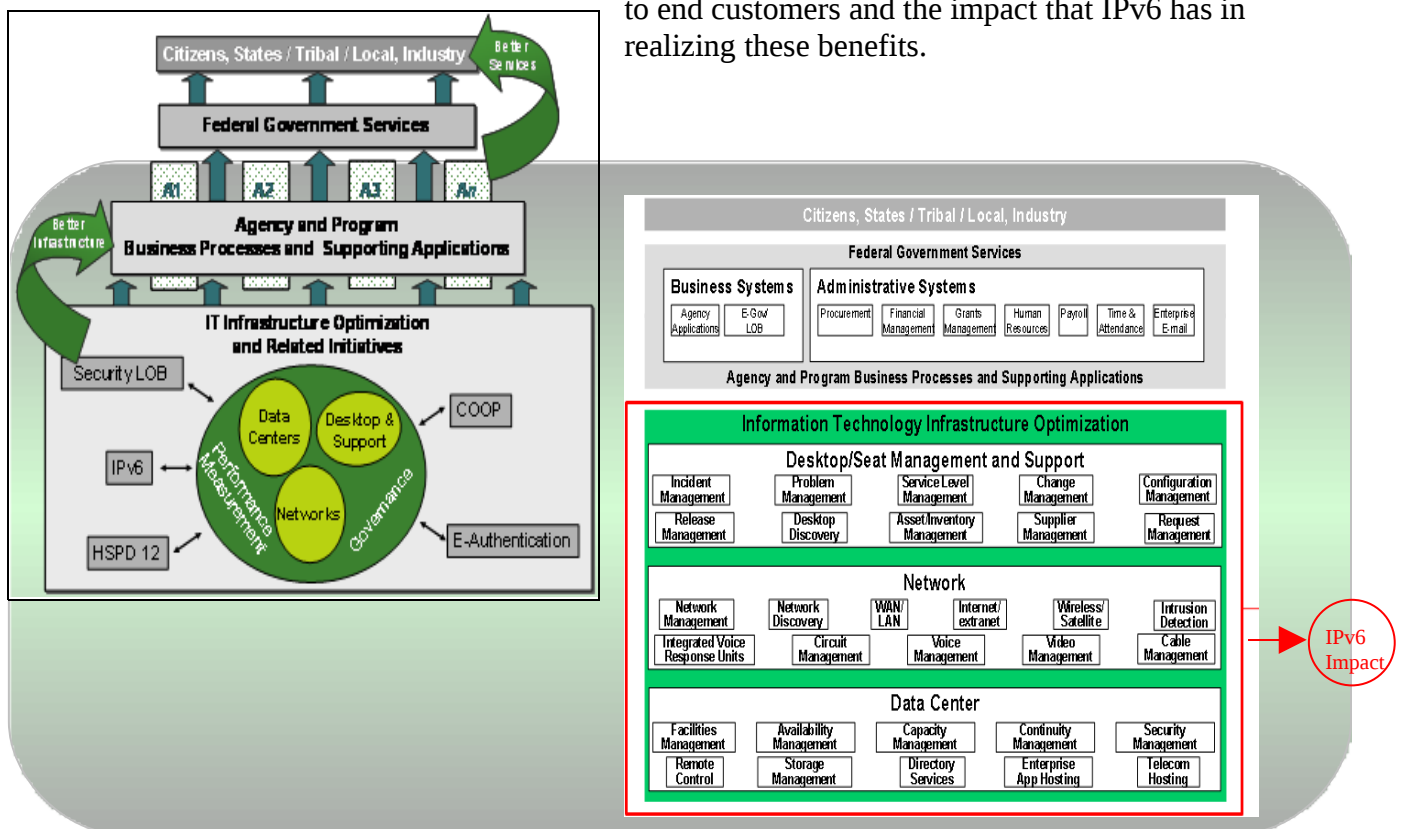 to end customers and the impact that IPv6 has in
realizing these benefits.
Citizens, States / Tribal / Local, Industry
Better
Services
Federal Government Services
A1 A2 A3 An
Better
Infrastructure
Agency and Program
Business Processes and Supporting Applications
IT Infrastructure Optimization
and Related Initiatives
Security LOB
IPv6
HSPD 12
COOP
E-Authentication
Data
Centers
Desktop &
Support
Networks
Performance
Measurement
Governance
Citizens, States / Tribal / Local, Industry
Federal Government Services
Business Systems
Agency
Applications
E-Gov/
LOB
Administrative Systems
Procurement
Financial
Management
Grants
Management
Human
Resources
Payroll
Time &
Attendance
Enterprise
E-mail
Agency and Program Business Processes and Supporting Applications
Information Technology Infrastructure Optimization
Desktop/Seat Management and Support
Incident
Management
Problem
Management
Service Level
Management
Change
Management
Configuration
Management
Release
Management
Desktop
Discovery
Asset/Inventory
Management
Supplier
Management
Request
Management
Network
Network
Management
Network
Discovery
WAN/
LAN
Internet/
extranet
Wireless/
Satellite
Intrusion
Detection
Integrated Voice
Response Units
Circuit
Management
Voice
Management
Video
Management
Cable
Management
Data Center
Facilities
Management
Availability
Management
Capacity
Management
Continuity
Management
Security
Management
Remote
Control
Storage
Management
Directory
Services
Enterprise
App Hosting
Telecom
Hosting
IPv6
Impact